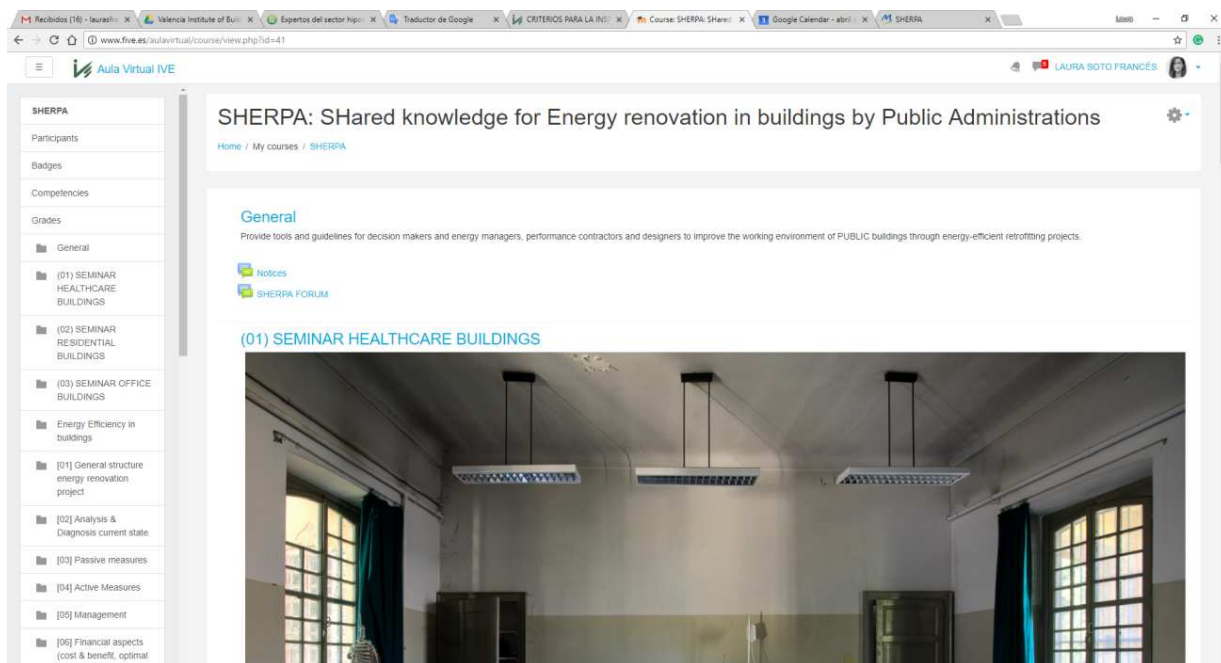 Recibidos (16) - laurasfr
Valencia Institute of Buil
Expertos del sector hipo
Traductor de Google
CRITERIOS PARA LA INS
Course: SHERPA: SHared
Google Calendar - abril
SHERPA
www.five.es/aulavirtual/course/view.php?id=41
Aula Virtual IVE
LAURA SOTO FRANCÉS
SHERPA
Participants
Badges
Competencies
Grades
General
(01) SEMINAR
HEALTHCARE
BUILDINGS
(02) SEMINAR
RESIDENTIAL
BUILDINGS
(03) SEMINAR OFFICE
BUILDINGS
Energy Efficiency in
buildings
[01] General structure
energy renovation
project
[02] Analysis &
Diagnosis current state
[03] Passive measures
[04] Active Measures
[05] Management
[06] Financial aspects
(cost & benefit, optimal
SHERPA: SHared knowledge for Energy renovation in buildings by Public Administrations
Home / My courses / SHERPA
General
Provide tools and guidelines for decision makers and energy managers, performance contractors and designers to improve the working environment of PUBLIC buildings through energy-efficient retrofitting projects.
Notices
SHERPA FORUM
(01) SEMINAR HEALTHCARE BUILDINGS